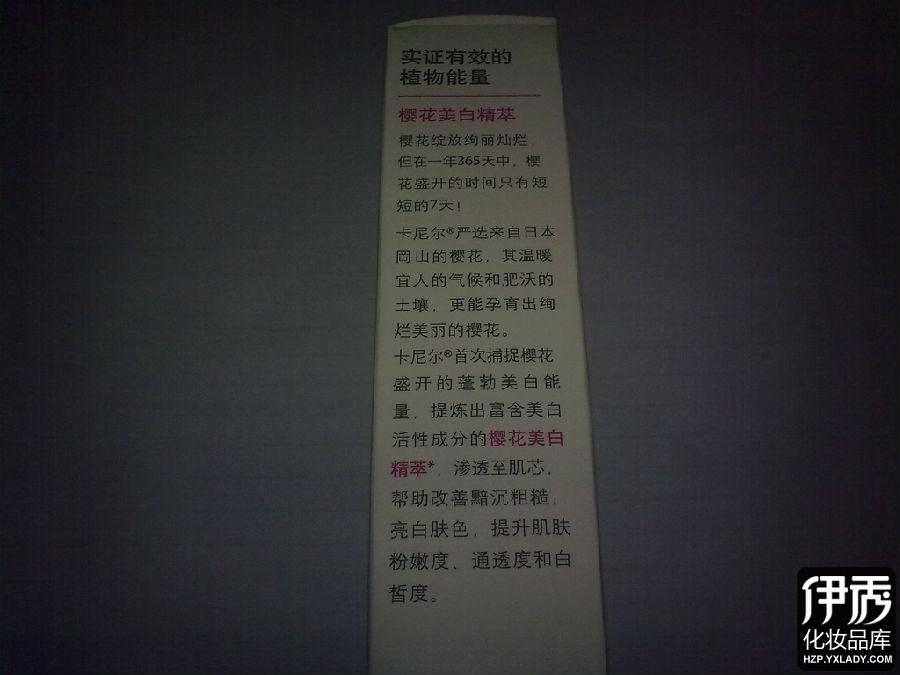 实证有效的
植物能量
樱花美白精萃
樱花绽放绚丽灿烂，
但在一年365天中，樱
花盛开的时间只有短
短的7天！
卡尼尔®严选来自日本
冈山的樱花，其温暖
宜人的气候和肥沃的
土壤，更能孕育出绚
烂美丽的樱花。
卡尼尔®首次捕捉樱花
盛开的蓬勃美白能
量，提炼出富含美白
活性成分的樱花美白
精萃*，渗透至肌芯，
帮助改善黯沉粗糙，
亮白肤色，提升肌肤
粉嫩度、通透度和白
皙度。
伊秀
化妆品库
HZP.YXLADY.COM